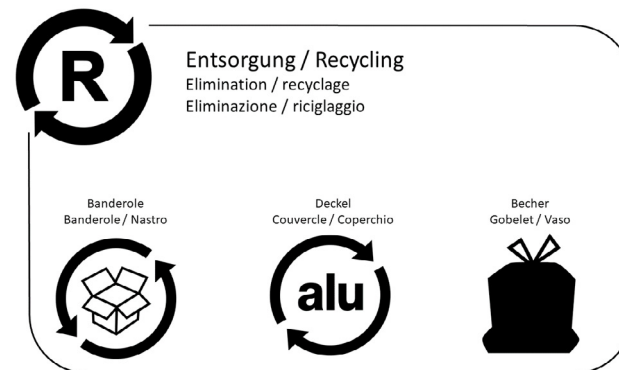 R
Entsorgung / Recycling
Elimination / recyclage
Eliminazione / riciglaggio
Banderole
Banderole / Nastro
Deckel
Couvercle / Coperchio
Becher
Gobelet / Vaso
alu